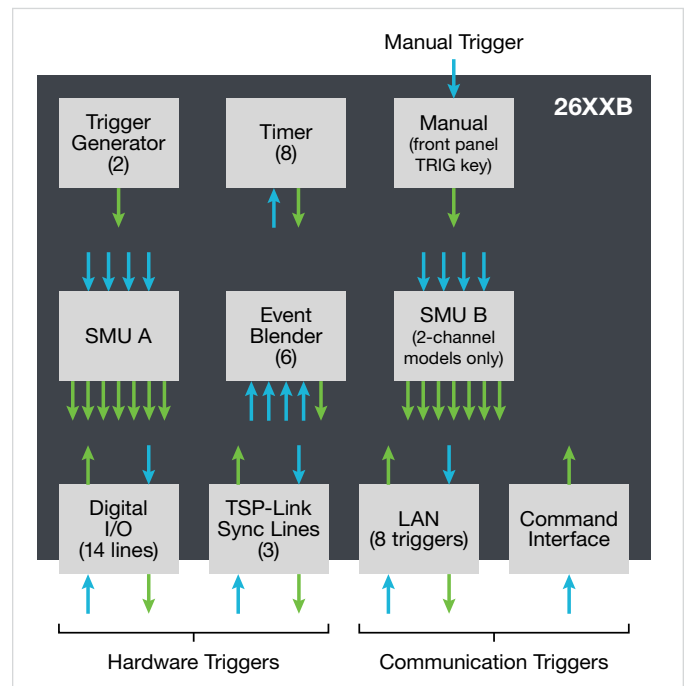 Manual Trigger
26XXB
Trigger
Generator
(2)
Timer
(8)
Manual
(front panel
TRIG key)
SMU A
Event
Blender
(6)
SMU B
(2-channel
models only)
Digital
I/O
(14 lines)
TSP-Link
Sync Lines
(3)
LAN
(8 triggers)
Command
Interface
Hardware Triggers
Communication Triggers